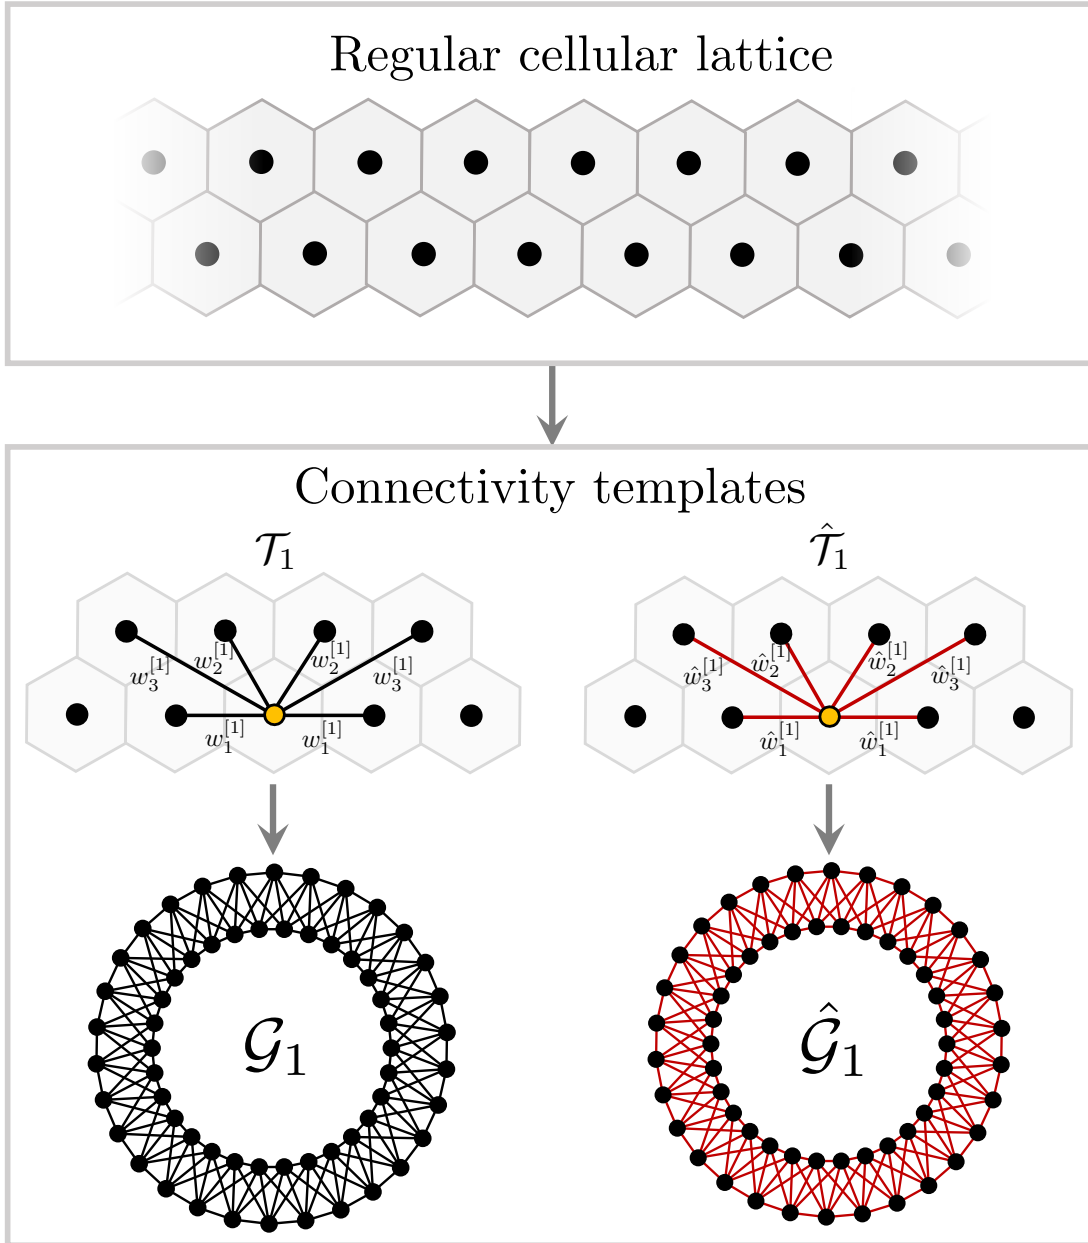 Regular cellular lattice
Connectivity templates
𝒯₁
𝒯̂₁
w₃^[1] w₂^[1] w₂^[1] w₃^[1]
w₁^[1] w₁^[1]
ŵ₃^[1] ŵ₂^[1] ŵ₂^[1] ŵ₃^[1]
ŵ₁^[1] ŵ₁^[1]
𝒢₁
𝒢̂₁